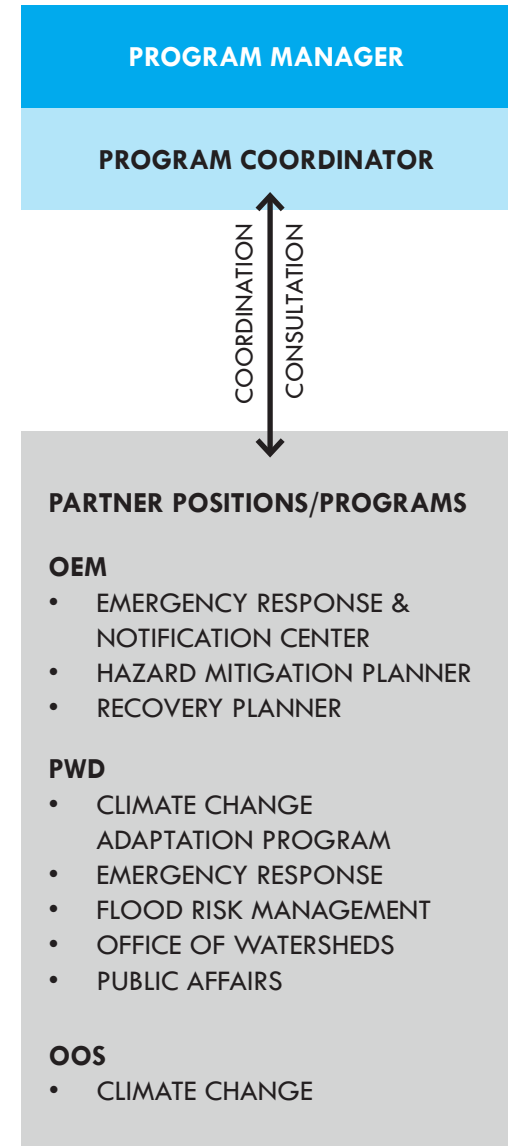 PROGRAM MANAGER
PROGRAM COORDINATOR
COORDINATION
CONSULTATION
PARTNER POSITIONS/PROGRAMS
OEM
• EMERGENCY RESPONSE &
NOTIFICATION CENTER
• HAZARD MITIGATION PLANNER
• RECOVERY PLANNER
PWD
• CLIMATE CHANGE
ADAPTATION PROGRAM
• EMERGENCY RESPONSE
• FLOOD RISK MANAGEMENT
• OFFICE OF WATERSHEDS
• PUBLIC AFFAIRS
OOS
• CLIMATE CHANGE